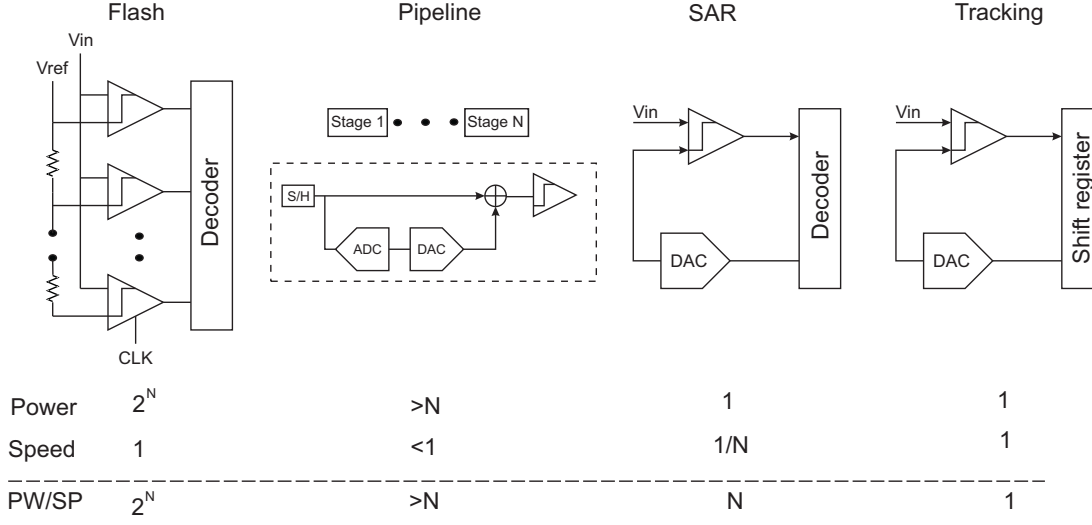 Flash Pipeline SAR Tracking
Vin
Vref
Decoder
CLK
Stage 1 Stage N
S/H
ADC DAC
Vin
Decoder
DAC
Vin
Shift register
DAC
Power 2^N >N 1 1
Speed 1 <1 1/N 1
PW/SP 2^N >N N 1